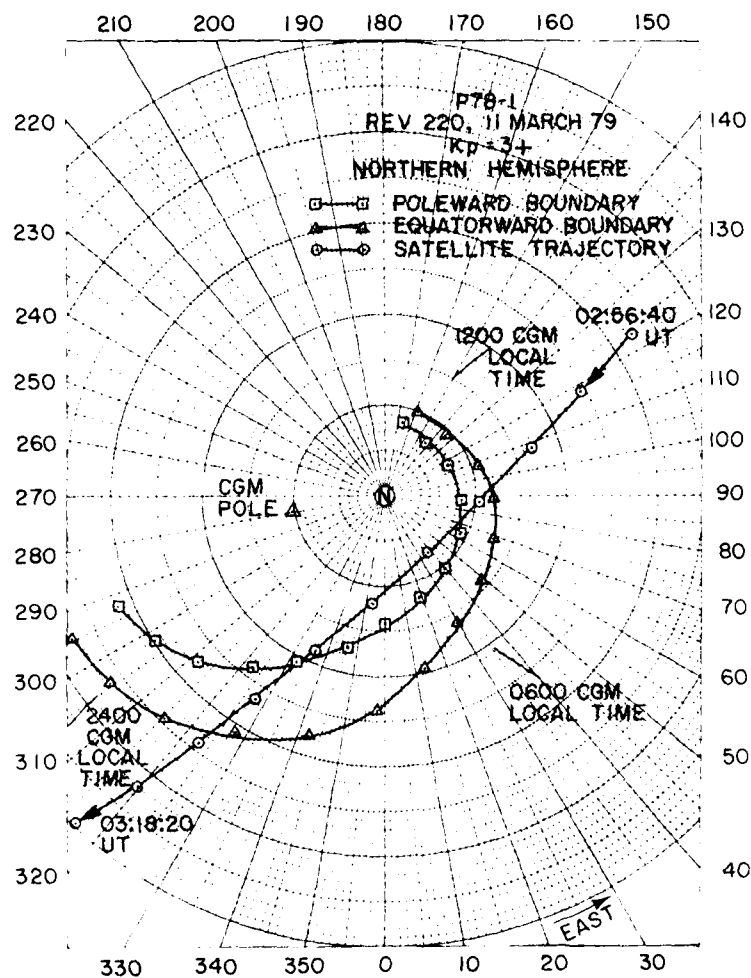 210 200 190 180 170 160 150
P78-1
REV 220, 11 MARCH 79
Kp = 3+
NORTHERN HEMISPHERE
POLEWARD BOUNDARY
EQUATORWARD BOUNDARY
SATELLITE TRAJECTORY
220
230
240
250
260
270
280
290
300
310
320
140
130
120
110
100
90
80
70
60
50
40
02:56:40
UT
1200 CGM
LOCAL
TIME
CGM
POLE
N
0600 CGM
LOCAL TIME
2400
CGM
LOCAL
TIME
03:18:20
UT
EAST
330 340 350 0 10 20 30